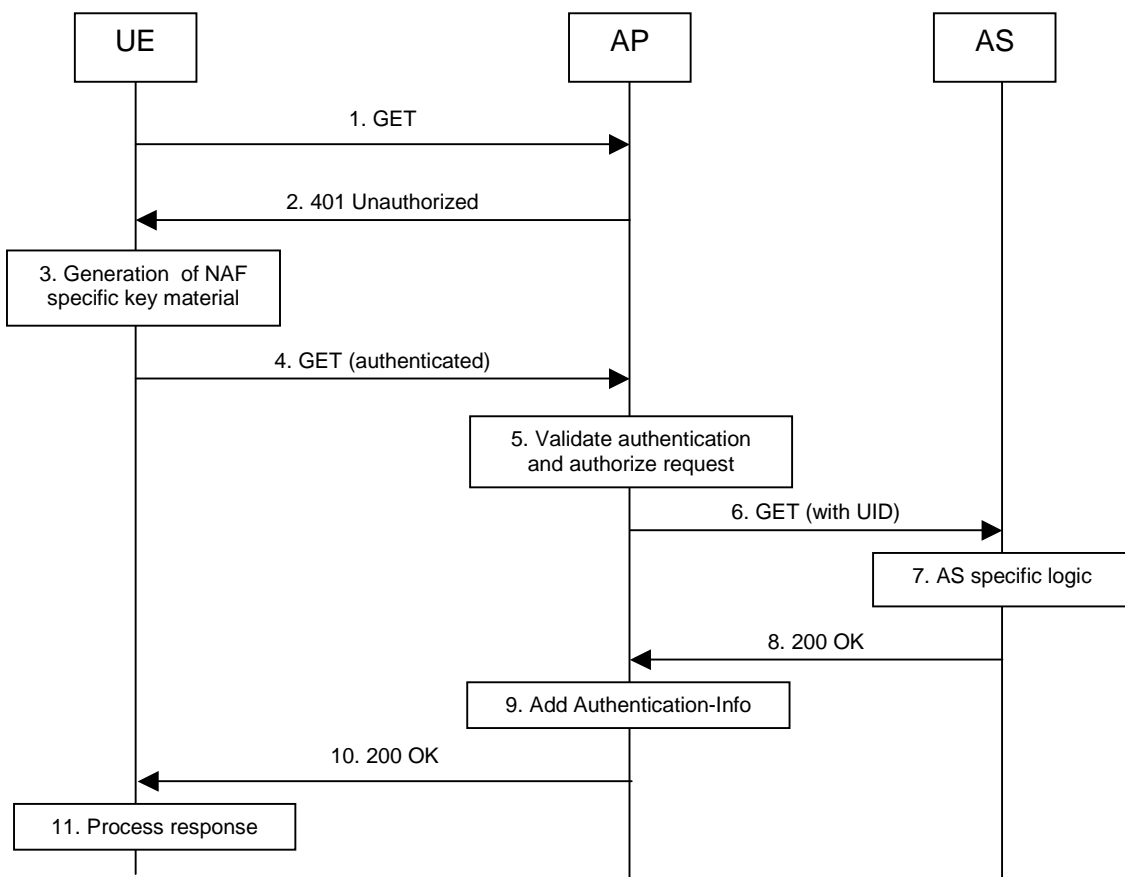 UE
AP
AS
1. GET
2. 401 Unauthorized
3. Generation of NAF
specific key material
4. GET (authenticated)
5. Validate authentication
and authorize request
6. GET (with UID)
7. AS specific logic
8. 200 OK
9. Add Authentication-Info
10. 200 OK
11. Process response